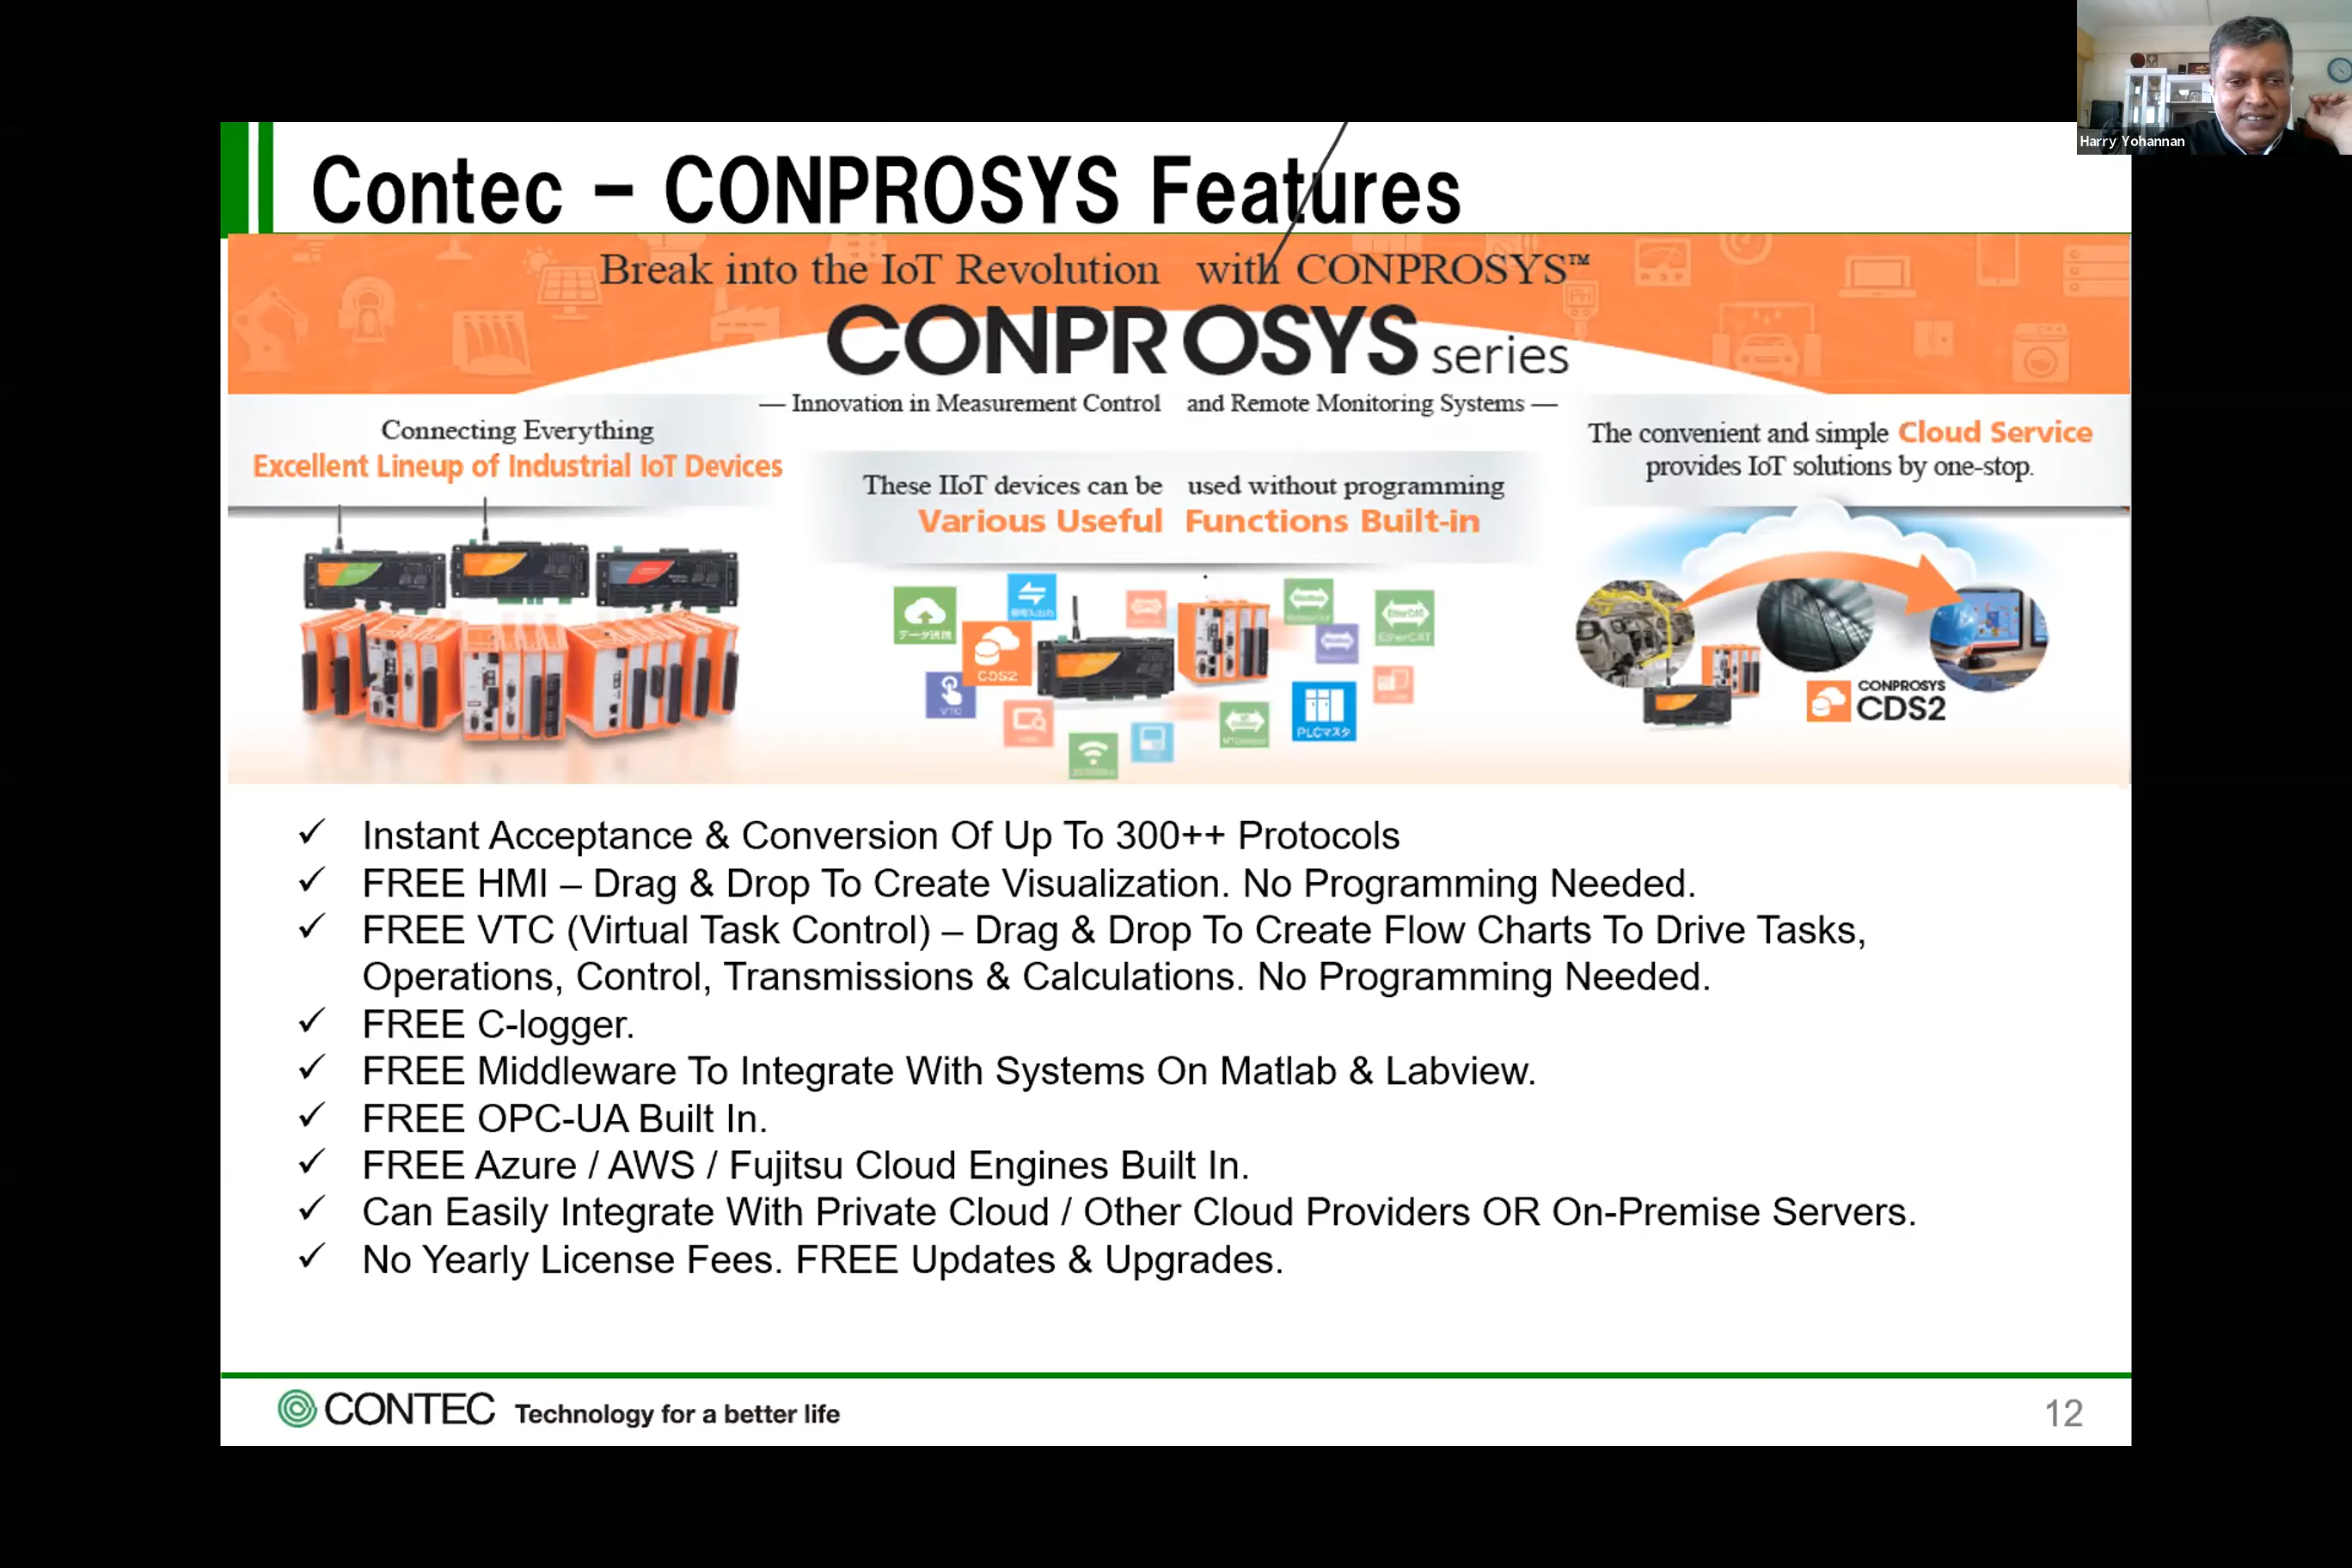 Harry Yohannan
Contec – CONPROSYS Features
Break into the IoT Revolution with CONPROSYS™
CONPROSYS series
— Innovation in Measurement Control and Remote Monitoring Systems —
Connecting Everything
Excellent Lineup of Industrial IoT Devices
These IIoT devices can be used without programming
Various Useful Functions Built-in
The convenient and simple Cloud Service
provides IoT solutions by one-stop.
データ送信
CDS2
VTC
EtherCAT
EtherCAT
PLCマスタ
CONPROSYS
CDS2
✓ Instant Acceptance & Conversion Of Up To 300++ Protocols
✓ FREE HMI – Drag & Drop To Create Visualization. No Programming Needed.
✓ FREE VTC (Virtual Task Control) – Drag & Drop To Create Flow Charts To Drive Tasks,
Operations, Control, Transmissions & Calculations. No Programming Needed.
✓ FREE C-logger.
✓ FREE Middleware To Integrate With Systems On Matlab & Labview.
✓ FREE OPC-UA Built In.
✓ FREE Azure / AWS / Fujitsu Cloud Engines Built In.
✓ Can Easily Integrate With Private Cloud / Other Cloud Providers OR On-Premise Servers.
✓ No Yearly License Fees. FREE Updates & Upgrades.
CONTEC Technology for a better life
12